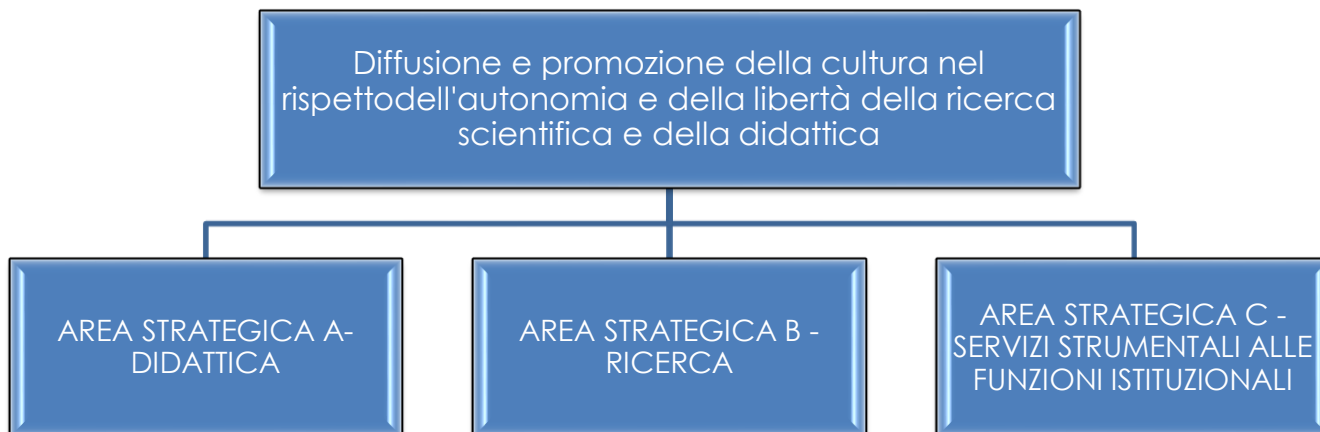 Diffusione e promozione della cultura nel
rispettodell'autonomia e della libertà della ricerca
scientifica e della didattica
AREA STRATEGICA A-
DIDATTICA
AREA STRATEGICA B -
RICERCA
AREA STRATEGICA C -
SERVIZI STRUMENTALI ALLE
FUNZIONI ISTITUZIONALI